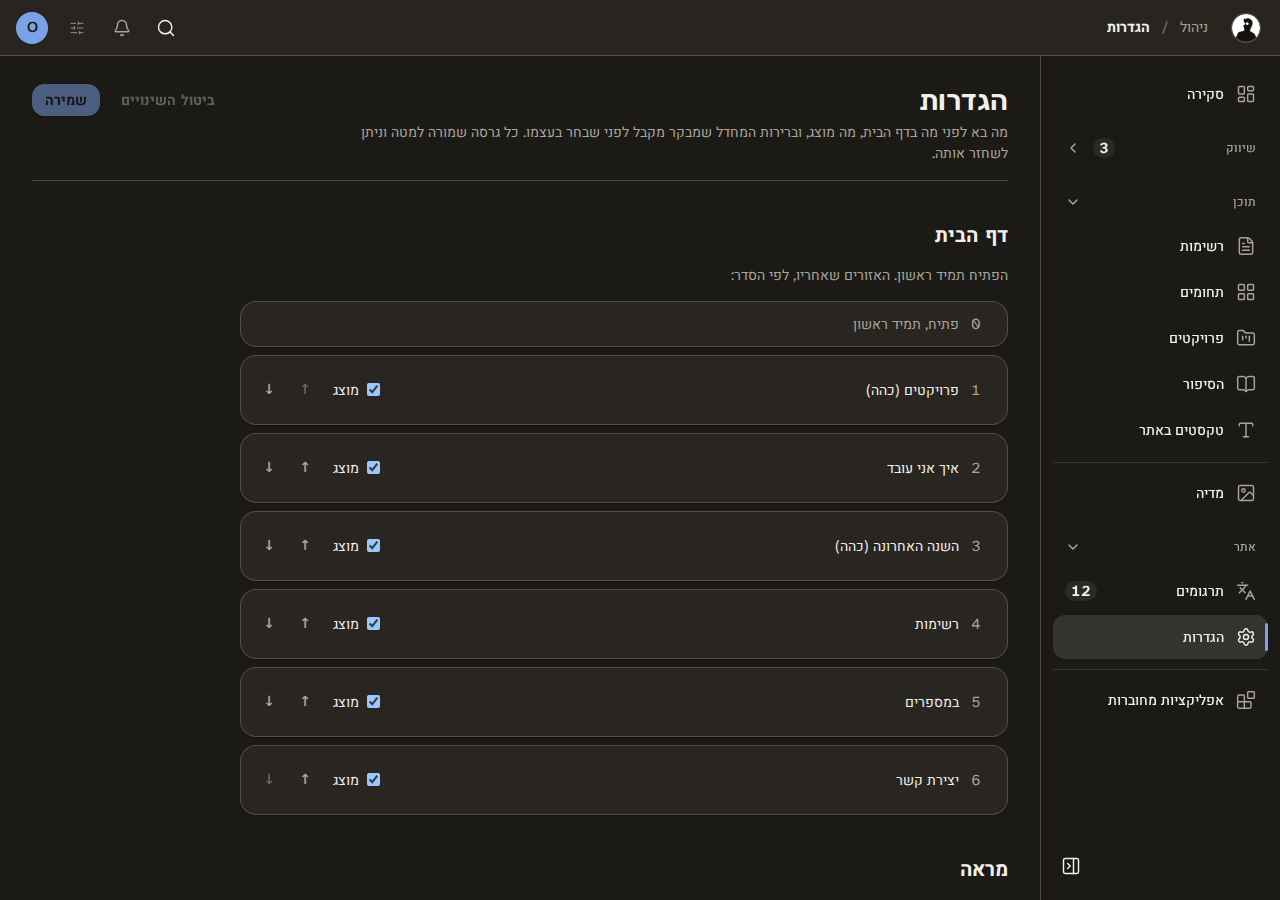 ניהול / הגדרות
O
סקירה
שיווק 3
תוכן
רשימות
תחומים
פרויקטים
הסיפור
טקסטים באתר
מדיה
אתר
תרגומים 12
הגדרות
אפליקציות מחוברות
הגדרות
ביטול השינויים
שמירה
מה בא לפני מה בדף הבית, מה מוצג, וברירות המחדל שמבקר מקבל לפני שבחר בעצמו. כל גרסה שמורה למטה וניתן
לשחזר אותה.
דף הבית
הפתיח תמיד ראשון. האזורים שאחריו, לפי הסדר:
0 פתיח, תמיד ראשון
1 פרויקטים (כהה) מוצג ↑ ↓
2 איך אני עובד מוצג ↑ ↓
3 השנה האחרונה (כהה) מוצג ↑ ↓
4 רשימות מוצג ↑ ↓
5 במספרים מוצג ↑ ↓
6 יצירת קשר מוצג ↑ ↓
מראה